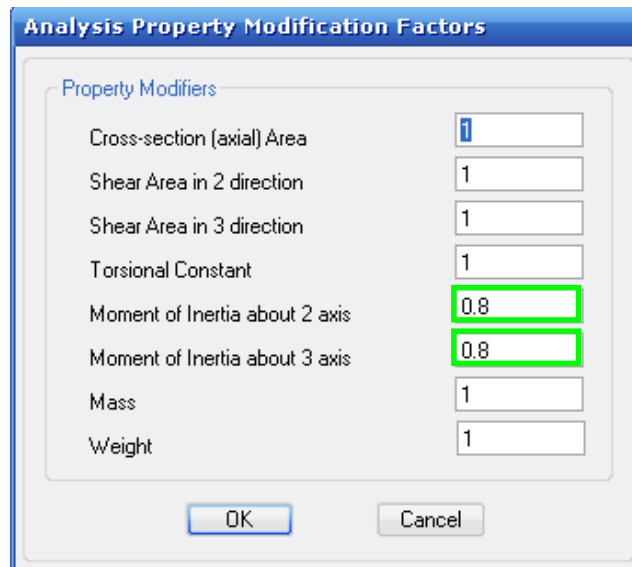 Analysis Property Modification Factors
Property Modifiers
Cross-section (axial) Area 1
Shear Area in 2 direction 1
Shear Area in 3 direction 1
Torsional Constant 1
Moment of Inertia about 2 axis 0.8
Moment of Inertia about 3 axis 0.8
Mass 1
Weight 1
OK Cancel